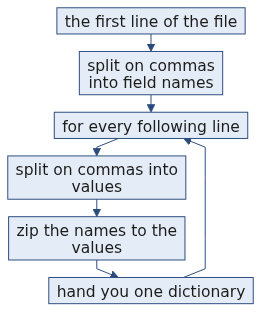 the first line of the file
split on commas
into field names
for every following line
split on commas into
values
zip the names to the
values
hand you one dictionary